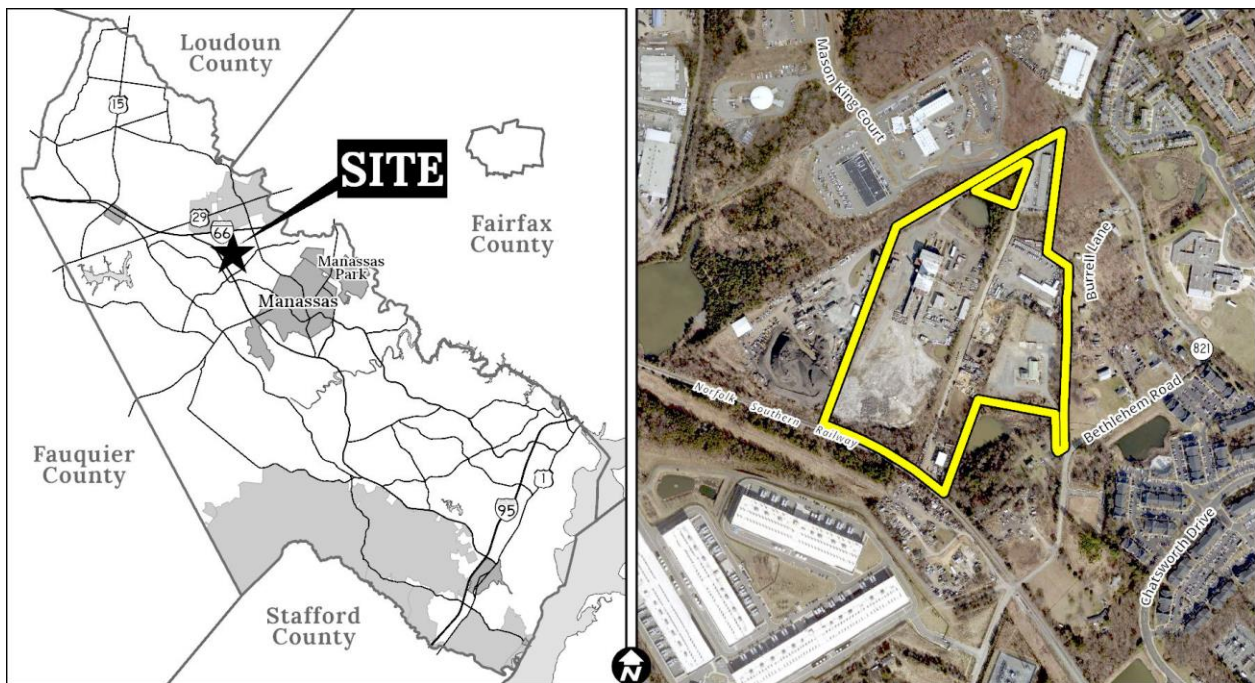 Loudoun
County
15
SITE
29
66
Fairfax
County
Manassas
Park
Manassas
Fauquier
County
1
95
Stafford
County
N
Mason King Court
Burrell Lane
821
Bethlehem Road
Norfolk Southern Railway
Chatsworth Drive